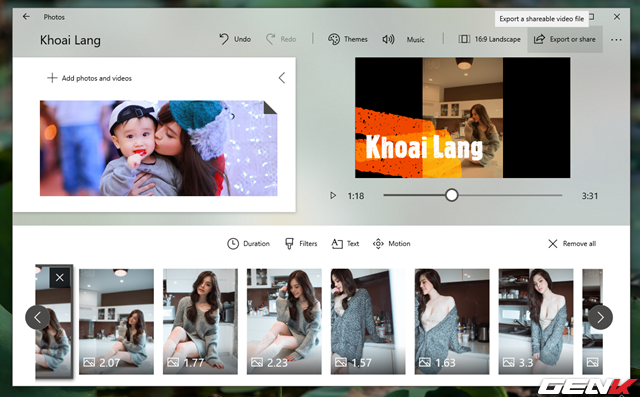 Photos
Export a shareable video file
Khoai Lang
Undo
Redo
Themes
Music
16:9 Landscape
Export or share
Add photos and videos
Khoai Lang
1:18
3:31
Duration
Filters
Text
Motion
Remove all
2.07
1.77
2.23
1.57
1.63
3.3
GENK